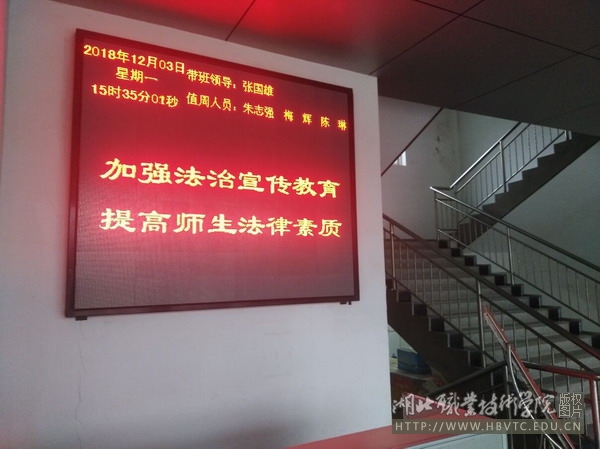 2018年12月03日 带班领导：张国雄
星期一
15时35分01秒 值周人员：朱志强 梅 辉 陈 琳
加强法治宣传教育
提高师生法律素质
湖北职业技术学院 版权图片
HTTP://WWW.HBVTC.EDU.CN